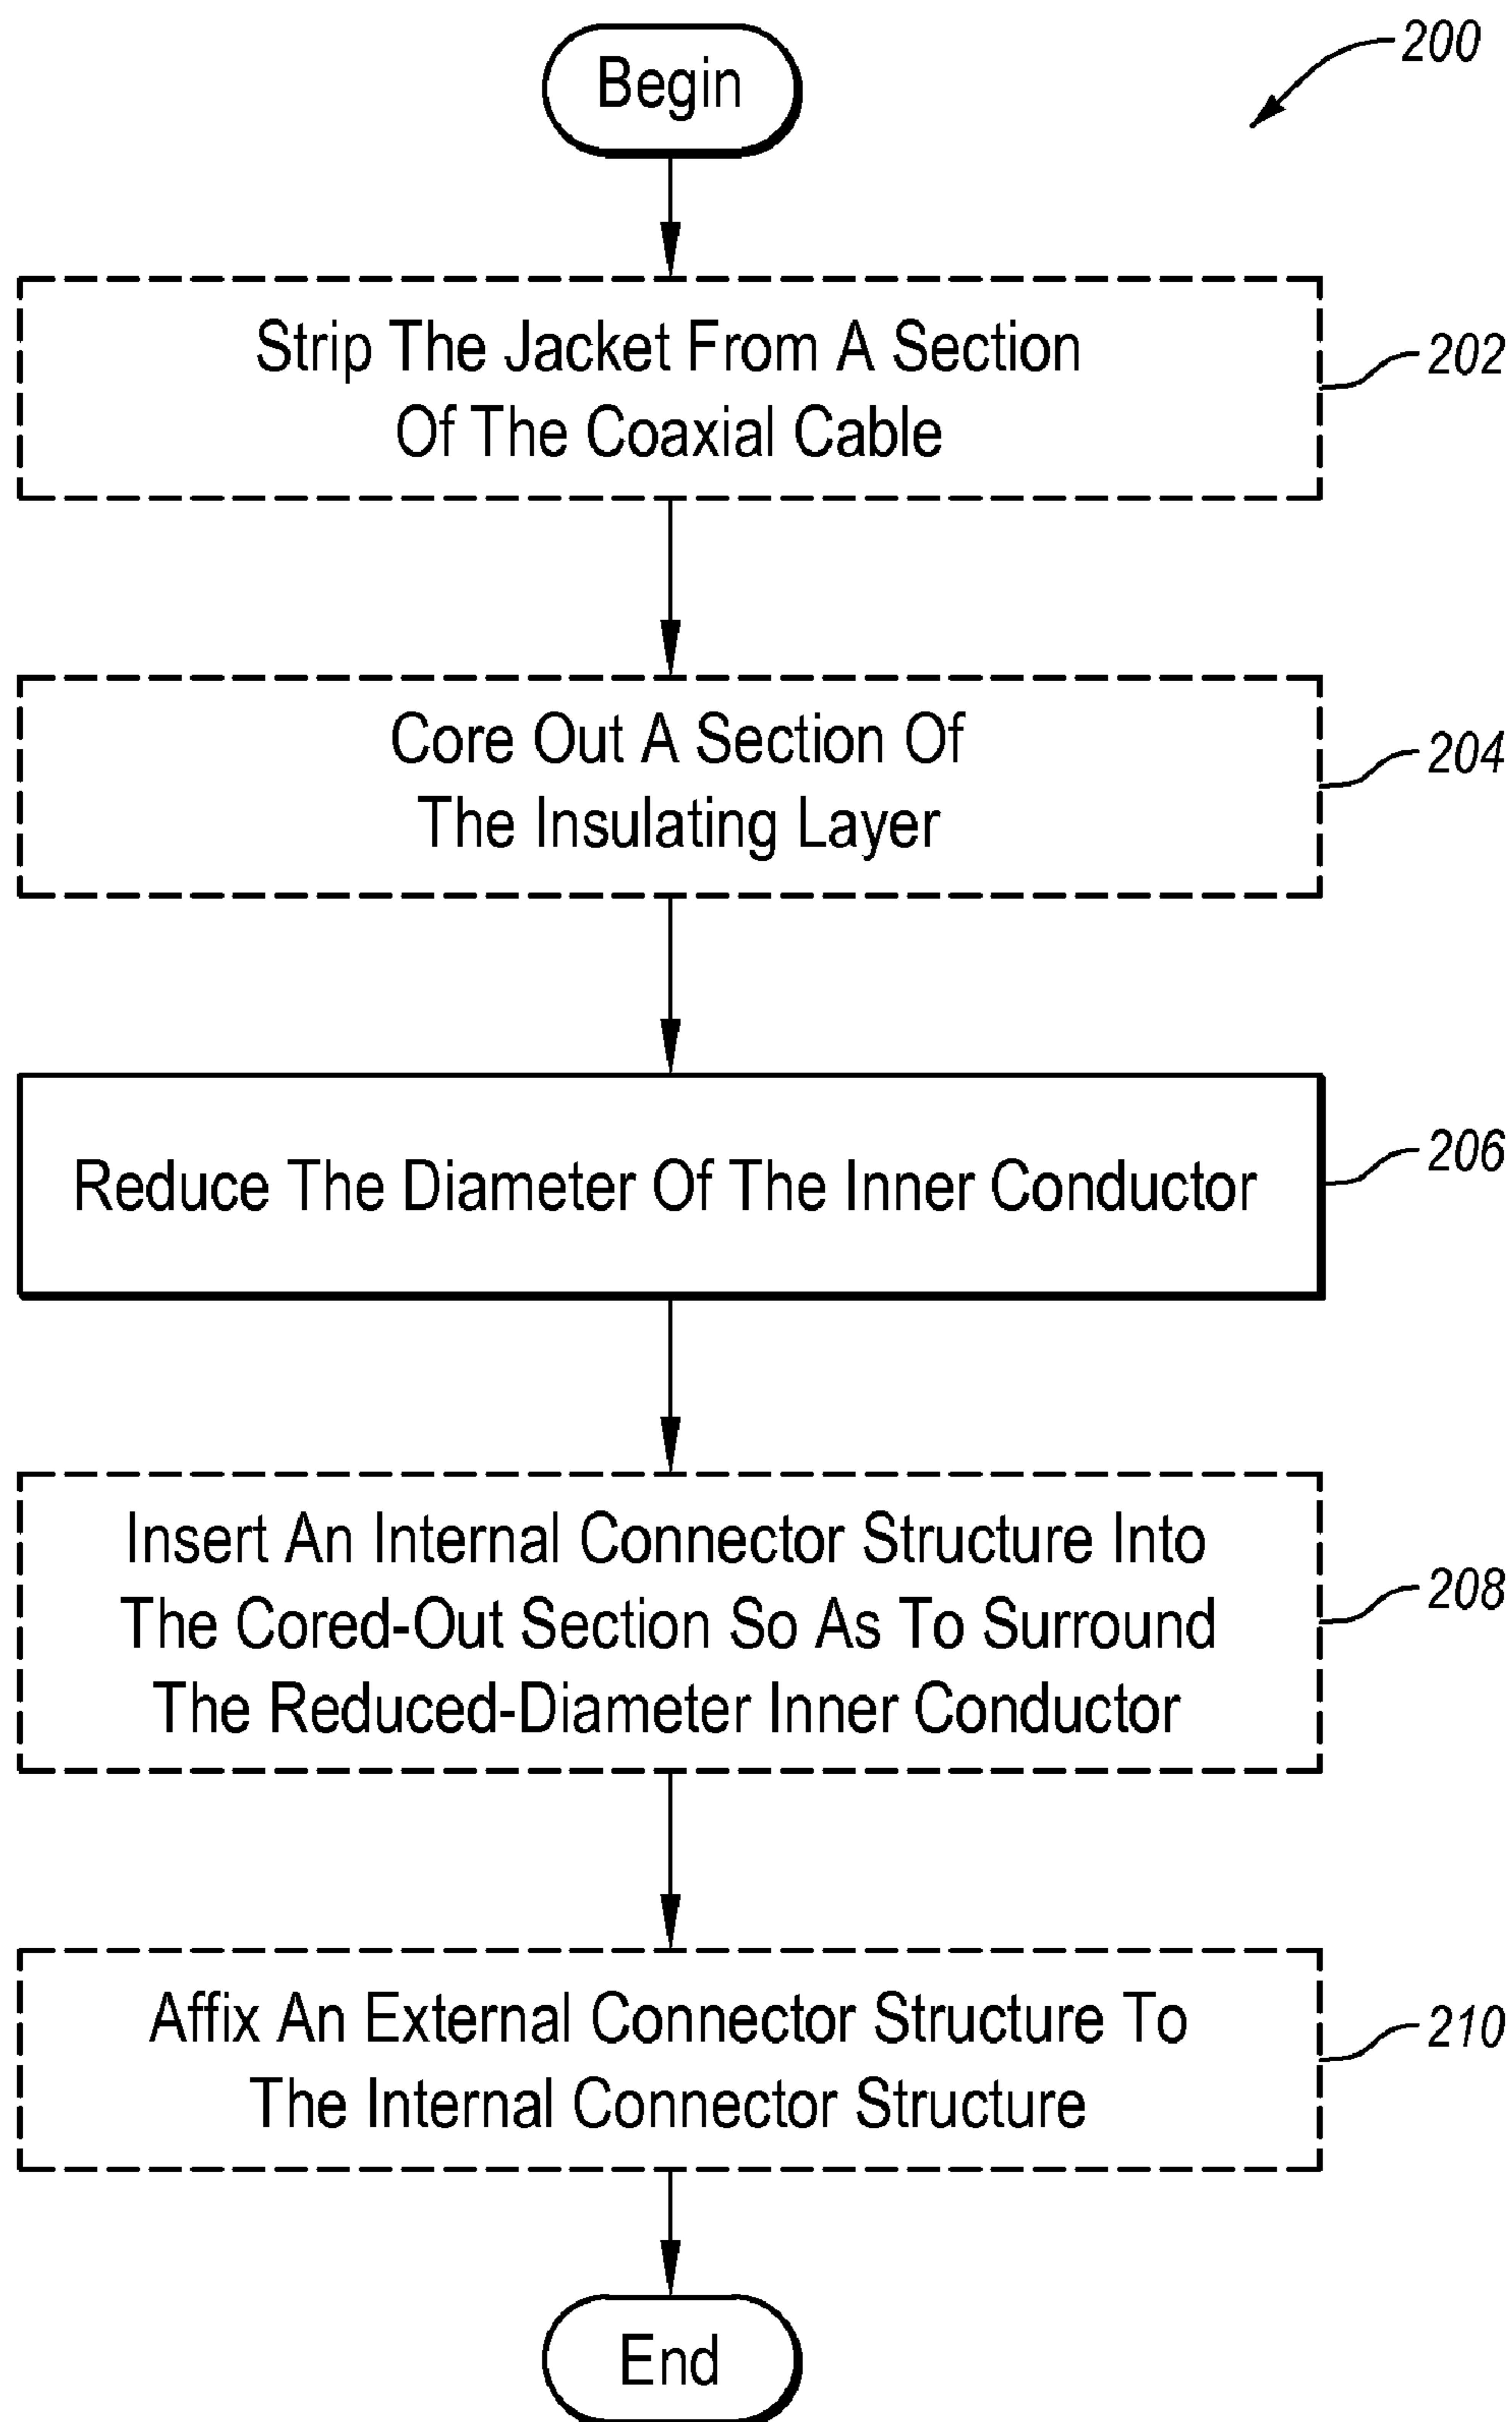 200
Begin
Strip The Jacket From A Section
Of The Coaxial Cable
202
Core Out A Section Of
The Insulating Layer
204
Reduce The Diameter Of The Inner Conductor
206
Insert An Internal Connector Structure Into
The Cored-Out Section So As To Surround
The Reduced-Diameter Inner Conductor
208
Affix An External Connector Structure To
The Internal Connector Structure
210
End